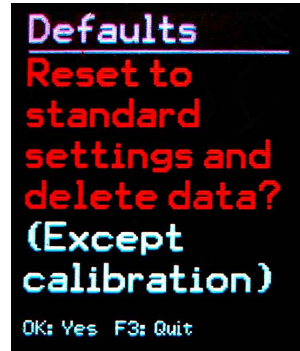 Defaults
Reset to
standard
settings and
delete data?
(Except
calibration)
OK: Yes F3: Quit